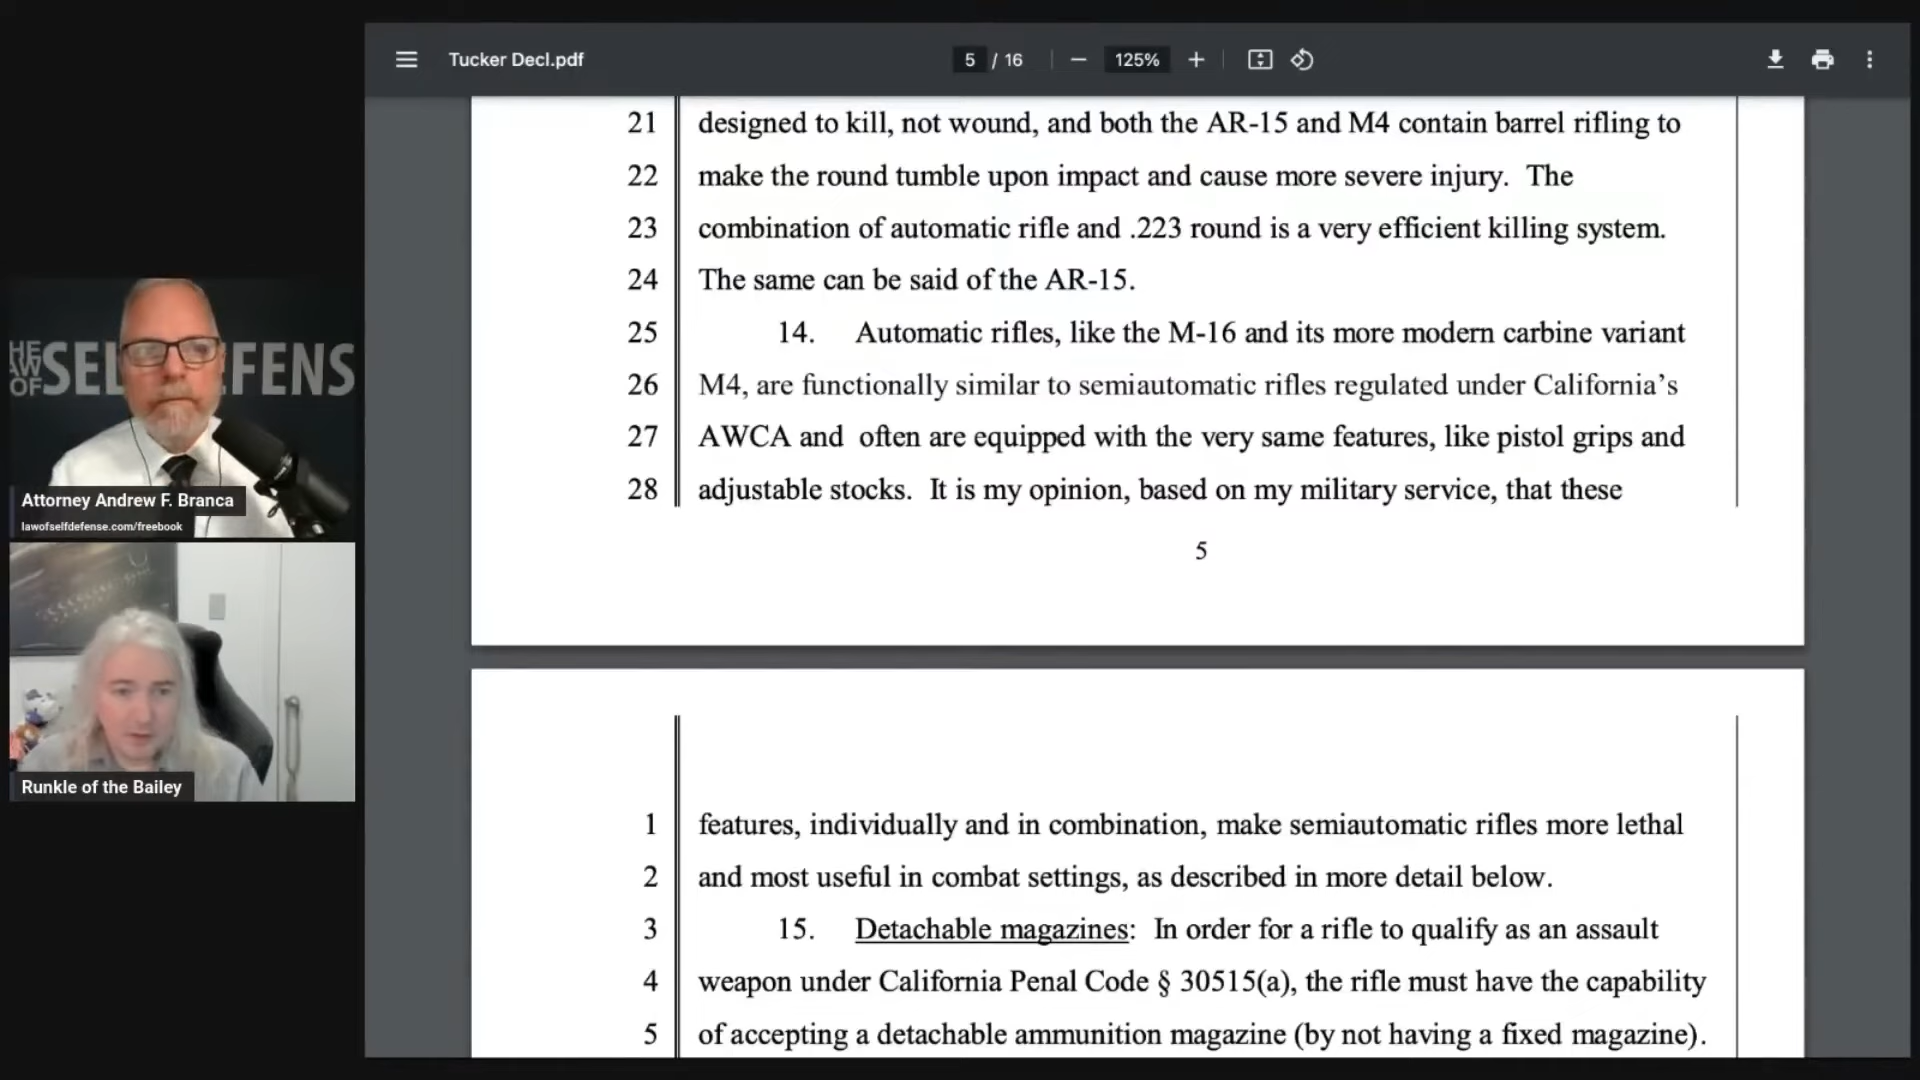 Tucker Decl.pdf
5 / 16
125%
21 designed to kill, not wound, and both the AR-15 and M4 contain barrel rifling to
22 make the round tumble upon impact and cause more severe injury. The
23 combination of automatic rifle and .223 round is a very efficient killing system.
24 The same can be said of the AR-15.
25 14. Automatic rifles, like the M-16 and its more modern carbine variant
26 M4, are functionally similar to semiautomatic rifles regulated under California’s
27 AWCA and often are equipped with the very same features, like pistol grips and
28 adjustable stocks. It is my opinion, based on my military service, that these
5
1 features, individually and in combination, make semiautomatic rifles more lethal
2 and most useful in combat settings, as described in more detail below.
3 15. Detachable magazines: In order for a rifle to qualify as an assault
4 weapon under California Penal Code § 30515(a), the rifle must have the capability
5 of accepting a detachable ammunition magazine (by not having a fixed magazine).
OF SEL FENS
Attorney Andrew F. Branca
lawofselfdefense.com/freebook
Runkle of the Bailey